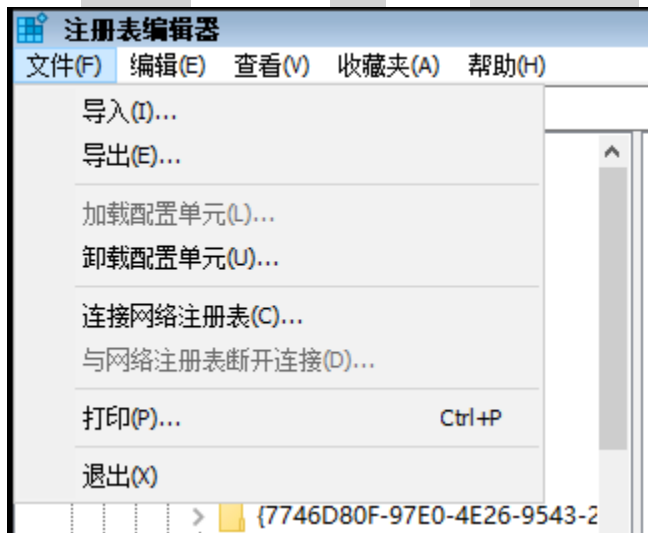 注册表编辑器
文件(F) 编辑(E) 查看(V) 收藏夹(A) 帮助(H)
导入(I)...
导出(E)...
加载配置单元(L)...
卸载配置单元(U)...
连接网络注册表(C)...
与网络注册表断开连接(D)...
打印(P)... Ctrl+P
退出(X)
{7746D80F-97E0-4E26-9543-2